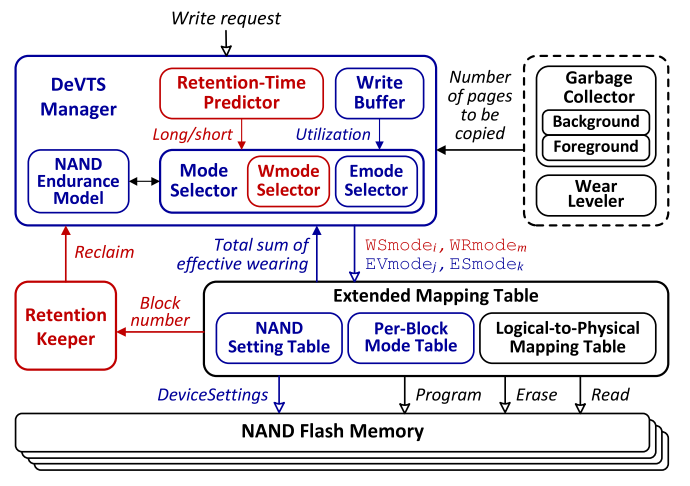 Write request
DeVTS
Manager
Retention-Time
Predictor
Write
Buffer
Long/short
Utilization
NAND
Endurance
Model
Mode
Selector
Wmode
Selector
Emode
Selector
Number
of pages
to be
copied
Garbage
Collector
Background
Foreground
Wear
Leveler
Reclaim
Total sum of
effective wearing
WSmodei, WRmodem
EVmodej, ESmodek
Retention
Keeper
Block
number
Extended Mapping Table
NAND
Setting Table
Per-Block
Mode Table
Logical-to-Physical
Mapping Table
DeviceSettings
Program
Erase
Read
NAND Flash Memory